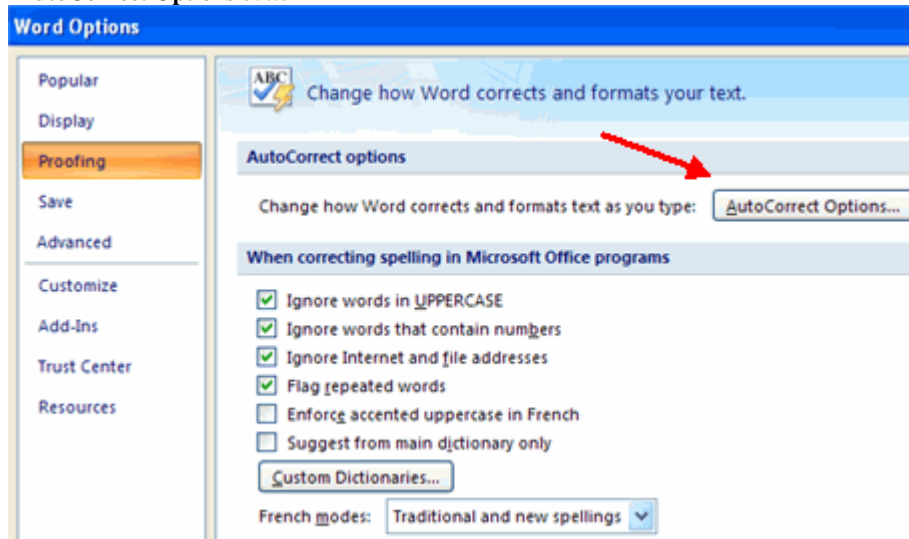 Word Options
Popular
Display
Proofing
Save
Advanced
Customize
Add-Ins
Trust Center
Resources
ABC
Change how Word corrects and formats your text.
AutoCorrect options
Change how Word corrects and formats text as you type: AutoCorrect Options...
When correcting spelling in Microsoft Office programs
Ignore words in UPPERCASE
Ignore words that contain numbers
Ignore Internet and file addresses
Flag repeated words
Enforce accented uppercase in French
Suggest from main dictionary only
Custom Dictionaries...
French modes: Traditional and new spellings